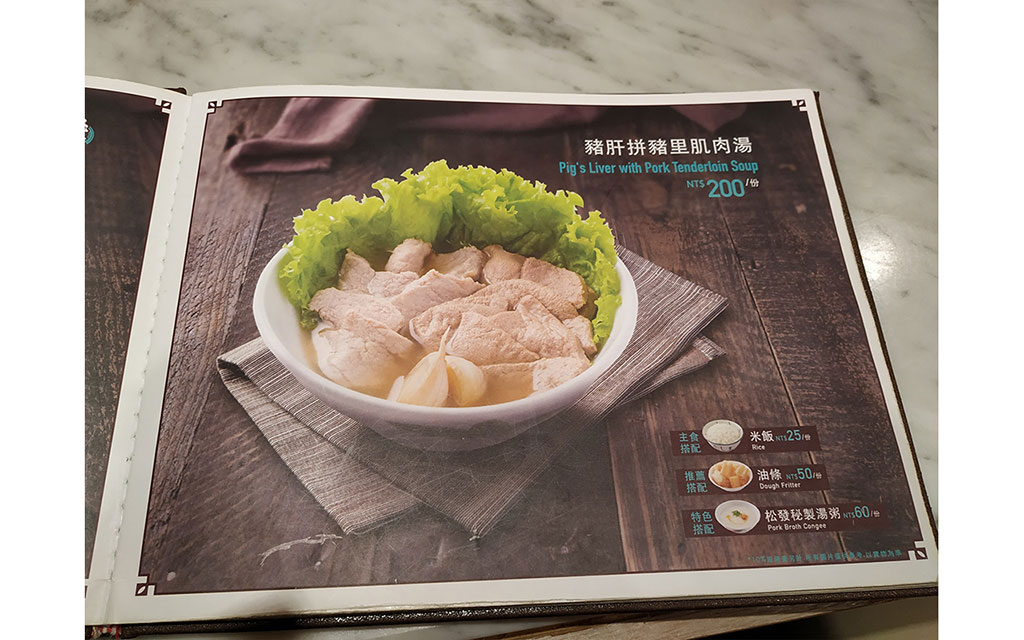 豬肝拼豬里肌肉湯
Pig's Liver with Pork Tenderloin Soup
NT$ 200/份
主食搭配
米飯 NT$25/份
Rice
推薦搭配
油條 NT$50/份
Dough Fritter
特色搭配
松發秘製湯粥 NT$60/份
Pork Broth Congee